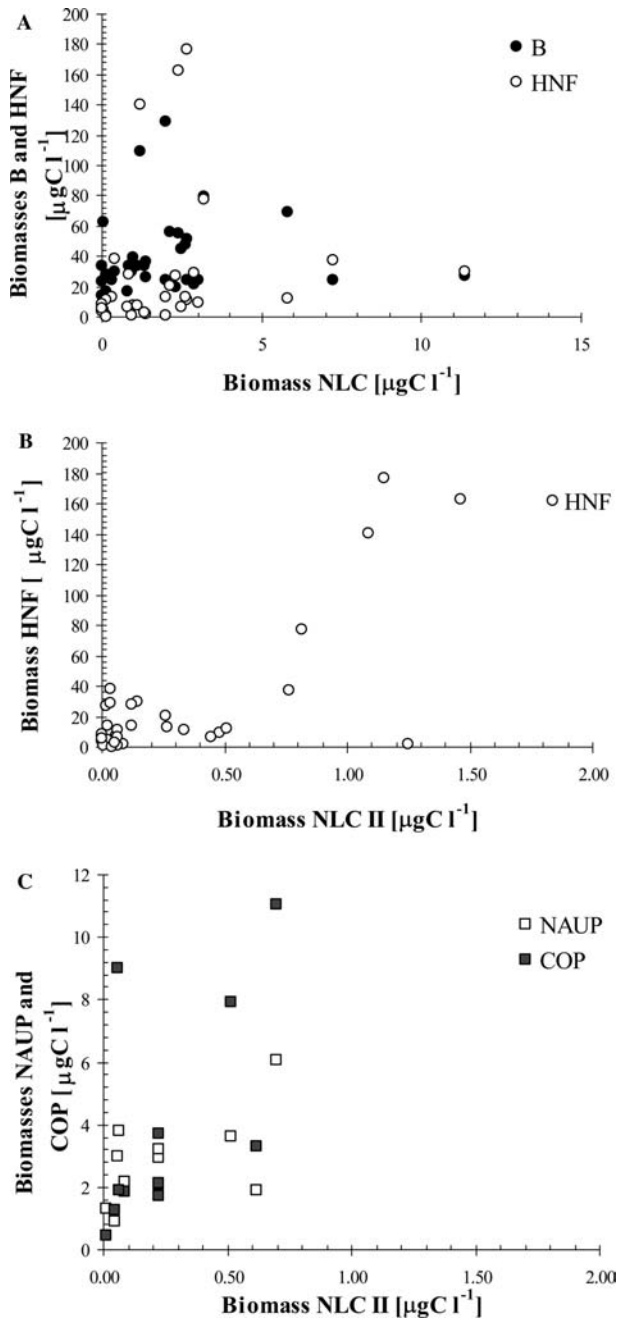 A
200
180
160
140
120
100
80
60
40
20
0
Biomasses B and HNF
[µgC l⁻¹]
B
HNF
0
5
10
15
Biomass NLC [µgC l⁻¹]
B
200
180
160
140
120
100
80
60
40
20
0
Biomass HNF [ µgC l⁻¹]
HNF
0.00
0.50
1.00
1.50
2.00
Biomass NLC II [µgC l⁻¹]
C
12
10
8
6
4
2
0
Biomasses NAUP and
COP [µgC l⁻¹]
NAUP
COP
0.00
0.50
1.00
1.50
2.00
Biomass NLC II [µgC l⁻¹]